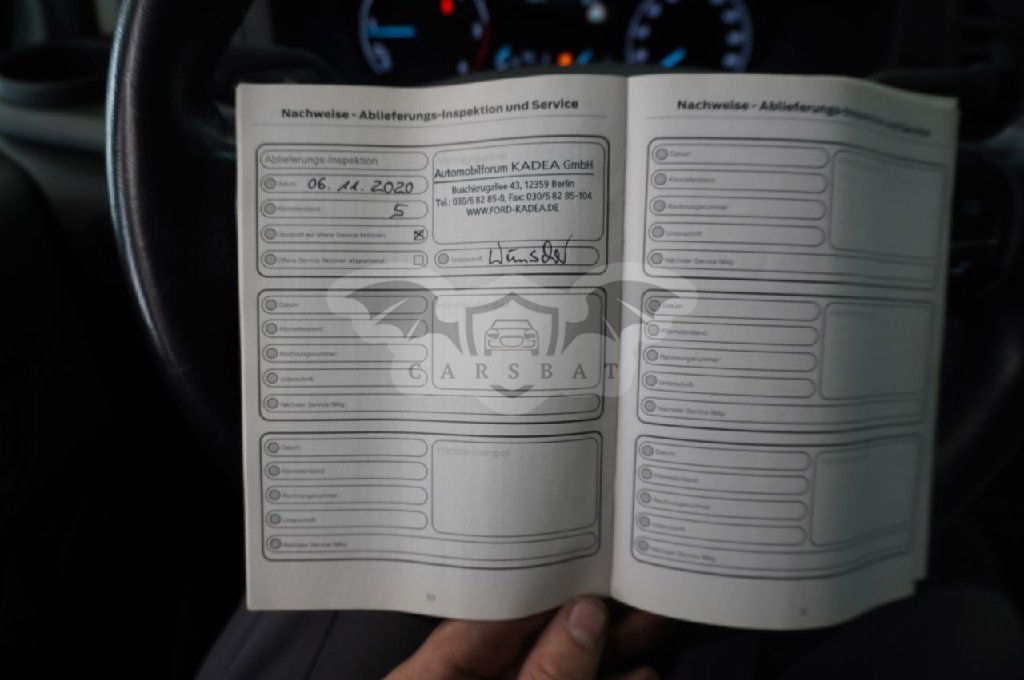 Nachweise - Ablieferungs-Inspektion und Service
Ablieferungs-Inspektion
Datum: 06. 11. 2020
Kilometerstand: 5
Überprüft auf offene Service Aktionen
Offene Service Aktionen abgearbeitet
Automobilforum KADEA GmbH
Buschkrugallee 43, 12359 Berlin
Tel.: 030/6 82 85-0, Fax: 030/6 82 85-104
WWW.FORD-KADEA.DE
Unterschrift:
Datum:
Kilometerstand:
Rechnungsnummer:
Unterschrift:
Nächster Service fällig:
CARSBAT
Datum:
Kilometerstand:
Rechnungsnummer:
Unterschrift:
Nächster Service fällig:
Händlerstempel
30
Nachweise - Ablieferungs-Inspektion und Service
Datum:
Kilometerstand:
Rechnungsnummer:
Unterschrift:
Nächster Service fällig:
Datum:
Kilometerstand:
Rechnungsnummer:
Unterschrift:
Nächster Service fällig:
Datum:
Kilometerstand:
Rechnungsnummer:
Unterschrift:
Nächster Service fällig: